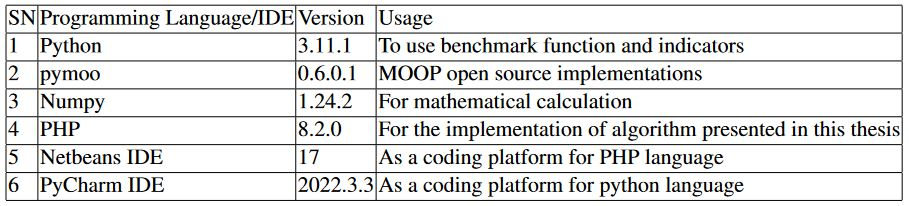 SN Programming Language/IDE Version Usage
1 Python 3.11.1 To use benchmark function and indicators
2 pymoo 0.6.0.1 MOOP open source implementations
3 Numpy 1.24.2 For mathematical calculation
4 PHP 8.2.0 For the implementation of algorithm presented in this thesis
5 Netbeans IDE 17 As a coding platform for PHP language
6 PyCharm IDE 2022.3.3 As a coding platform for python language